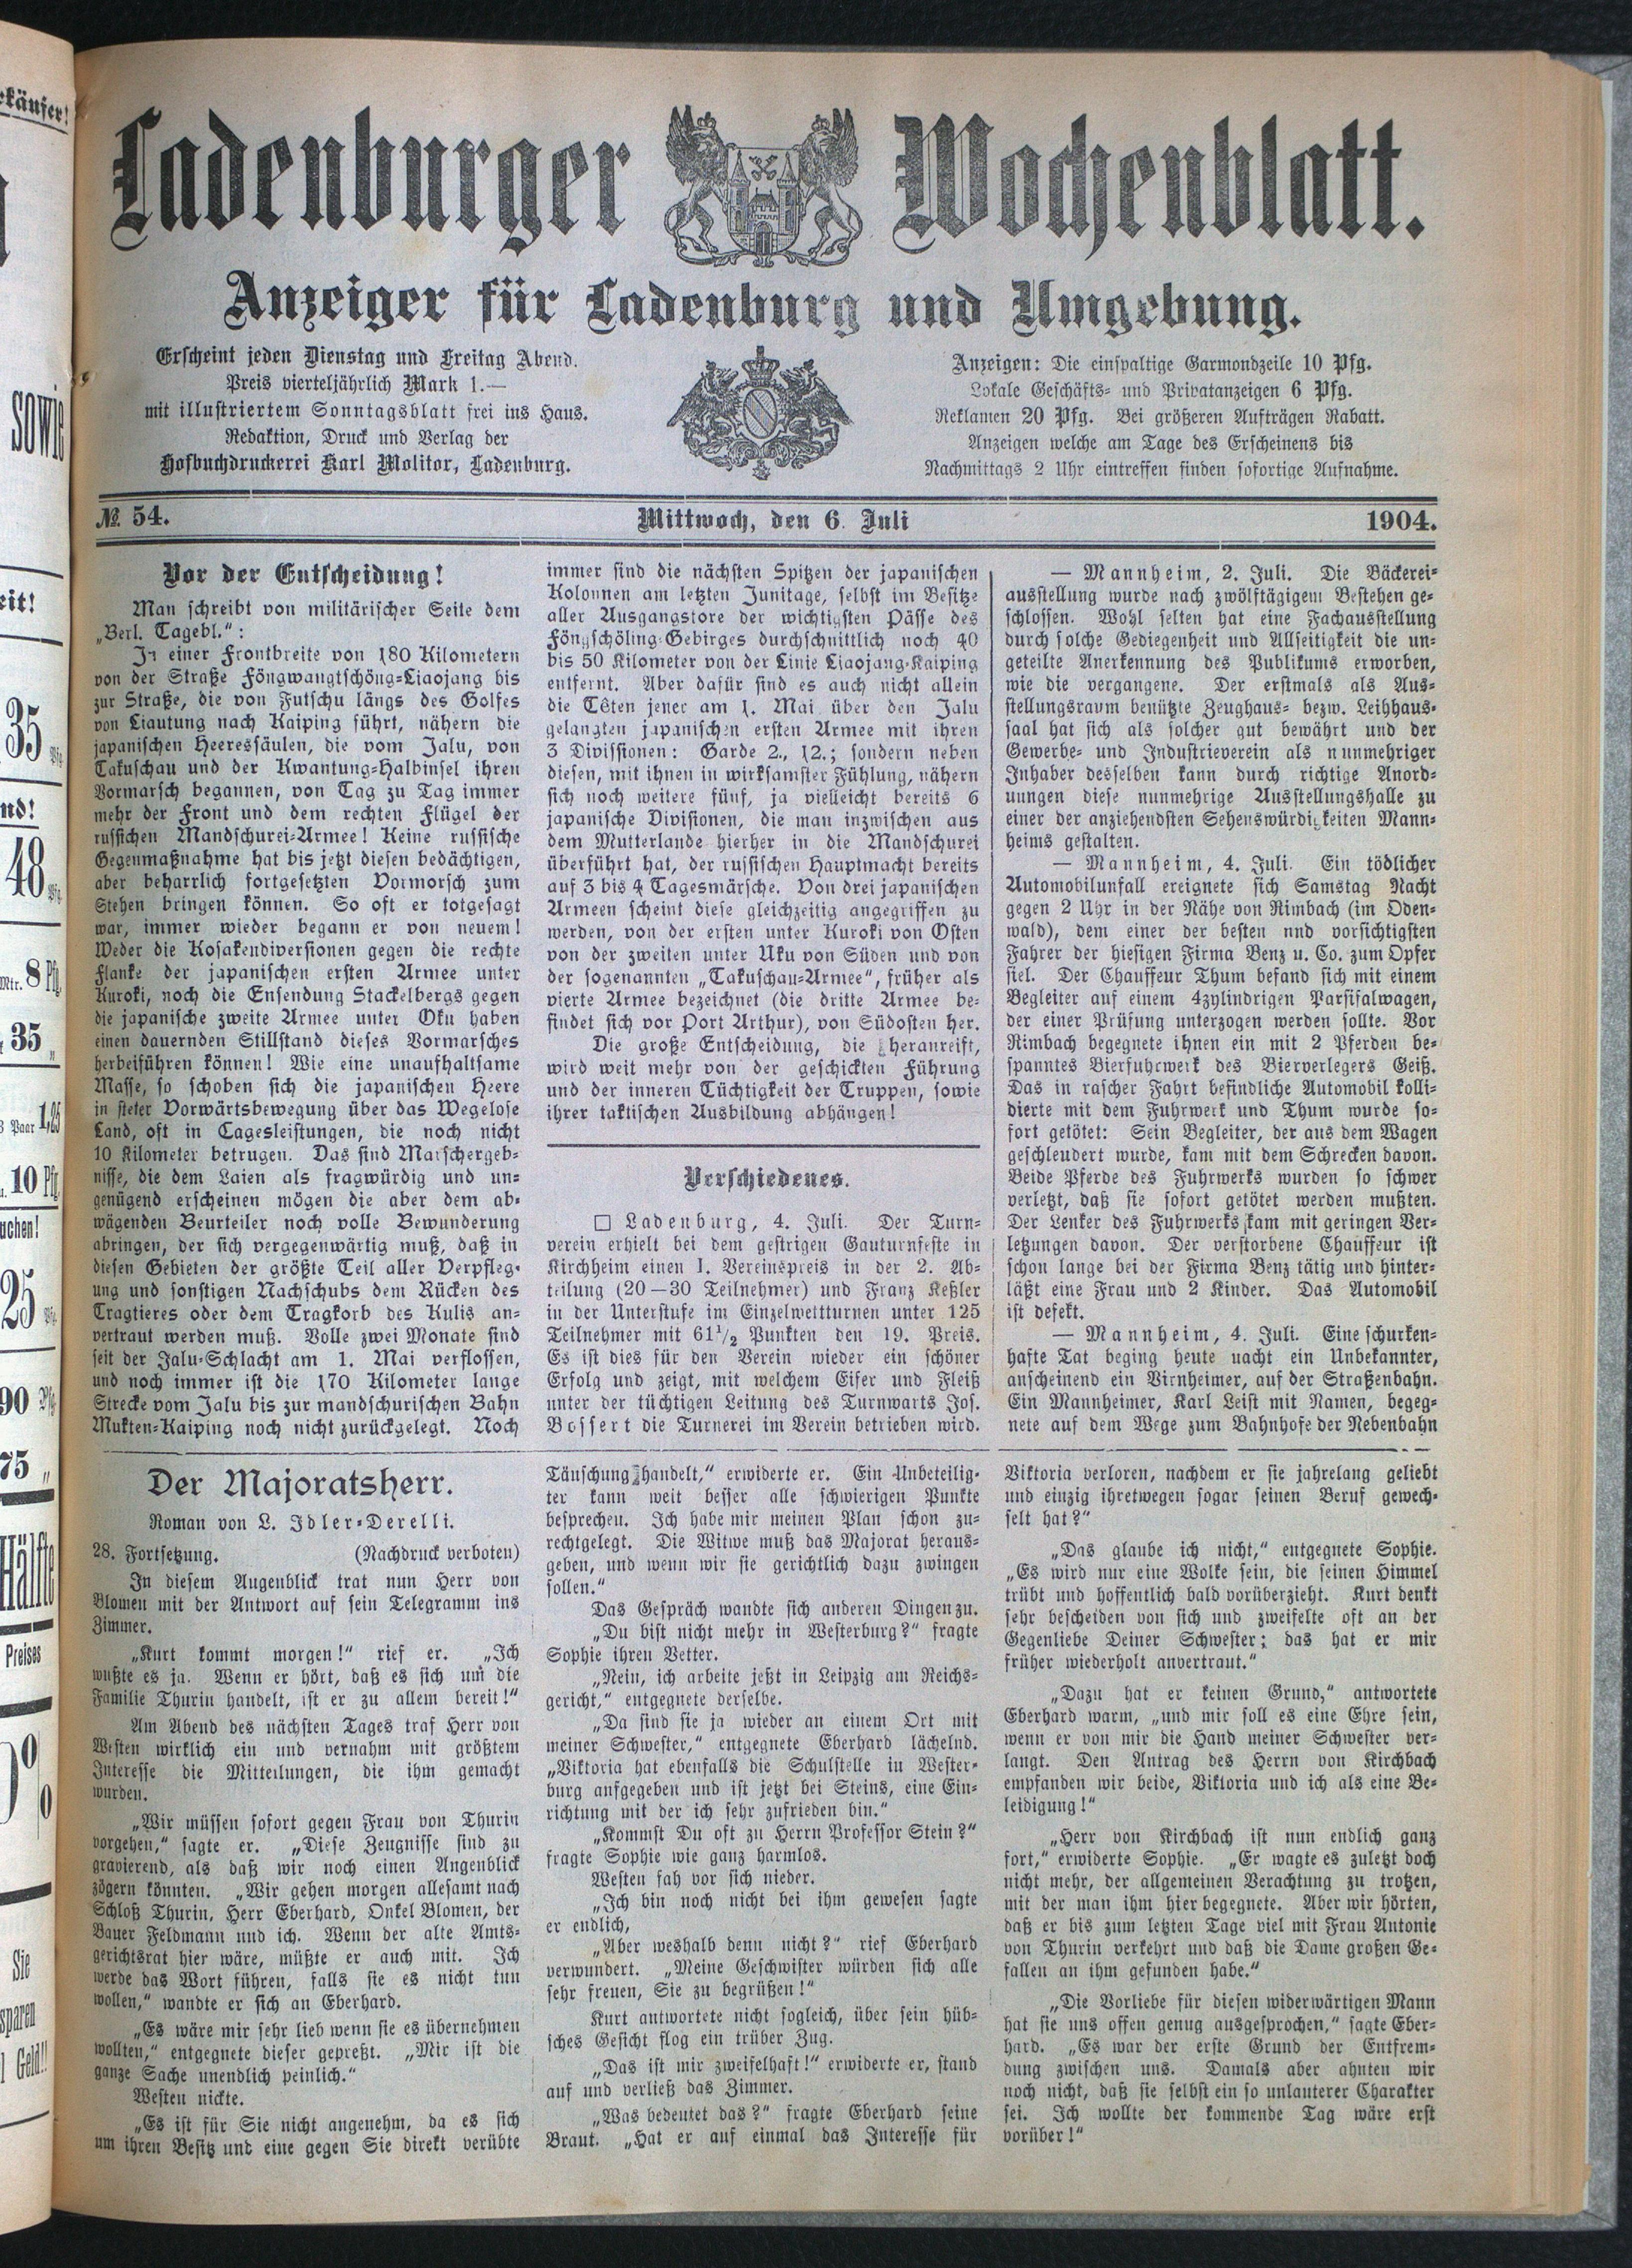 Ladenburger Wochenblatt.
Anzeiger für Ladenburg und Umgebung.
Erscheint jeden Dienstag und Freitag Abend.
Preis vierteljährlich Mark 1.—
mit illustriertem Sonntagsblatt frei ins Haus.
Redaktion, Druck und Verlag der
Hofbuchdruckerei Karl Molitor, Ladenburg.
Anzeigen: Die einspaltige Garmondzeile 10 Pfg.
Lokale Geschäfts- und Privatanzeigen 6 Pfg.
Reklamen 20 Pfg. Bei größeren Aufträgen Rabatt.
Anzeigen welche am Tage des Erscheinens bis
Nachmittags 2 Uhr eintreffen finden sofortige Aufnahme.
№ 54.
Mittwoch, den 6. Juli
1904.
Vor der Entscheidung!
Man schreibt von militärischer Seite dem
„Berl. Tagebl.":
In einer Frontbreite von 180 Kilometern
von der Straße Föngwangtschöng-Liaojang bis
zur Straße, die von Futschu längs des Golfes
von Liautung nach Kaiping führt, nähern die
japanischen Heeressäulen, die vom Jalu, von
Takuschau und der Kwantung-Halbinsel ihren
Vormarsch begannen, von Tag zu Tag immer
mehr der Front und dem rechten Flügel der
russichen Mandschurei-Armee! Keine russische
Gegenmaßnahme hat bis jetzt diesen bedächtigen,
aber beharrlich fortgesetzten Vormorsch zum
Stehen bringen können. So oft er totgesagt
war, immer wieder begann er von neuem!
Weder die Kosakendiversionen gegen die rechte
Flanke der japanischen ersten Armee unter
Kuroki, noch die Ensendung Stackelbergs gegen
die japanische zweite Armee unter Oku haben
einen dauernden Stillstand dieses Vormarsches
herbeiführen können! Wie eine unaufhaltsame
Masse, so schoben sich die japanischen Heere
in steter Vorwärtsbewegung über das Wegelose
Land, oft in Tagesleistungen, die noch nicht
10 Kilometer betrugen. Das sind Marschergeb-
nisse, die dem Laien als fragwürdig und un-
genügend erscheinen mögen die aber dem ab-
wägenden Beurteiler noch volle Bewunderung
abringen, der sich vergegenwärtig muß, daß in
diesen Gebieten der größte Teil aller Verpfleg-
ung und sonstigen Nachschubs dem Rücken des
Tragtieres oder dem Tragkorb des Kulis an-
vertraut werden muß. Volle zwei Monate sind
seit der Jalu-Schlacht am 1. Mai verflossen,
und noch immer ist die 170 Kilometer lange
Strecke vom Jalu bis zur mandschurischen Bahn
Mukten-Kaiping noch nicht zurückgelegt. Noch
immer sind die nächsten Spitzen der japanischen
Kolonnen am letzten Junitage, selbst im Besitze
aller Ausgangstore der wichtigsten Pässe des
Föngschöling-Gebirges durchschnittlich noch 40
bis 50 Kilometer von der Linie Liaojang-Kaiping
entfernt. Aber dafür sind es auch nicht allein
die Têten jener am 1. Mai über den Jalu
gelangten japanischen ersten Armee mit ihren
3 Divissionen: Garde 2., 12.; sondern neben
diesen, mit ihnen in wirksamster Fühlung, nähern
sich noch weitere fünf, ja vielleicht bereits 6
japanische Divisionen, die man inzwischen aus
dem Mutterlande hierher in die Mandschurei
überführt hat, der russischen Hauptmacht bereits
auf 3 bis 4 Tagesmärsche. Von drei japanischen
Armeen scheint diese gleichzeitig angegriffen zu
werden, von der ersten unter Kuroki von Osten
von der zweiten unter Uku von Süden und von
der sogenannten „Takuschau-Armee", früher als
vierte Armee bezeichnet (die dritte Armee be-
findet sich vor Port Arthur), von Südosten her.
Die große Entscheidung, die heranreift,
wird weit mehr von der geschickten Führung
und der inneren Tüchtigkeit der Truppen, sowie
ihrer taktischen Ausbildung abhängen!
Verschiedenes.
□ Ladenburg, 4. Juli. Der Turn-
verein erhielt bei dem gestrigen Gauturnfeste in
Kirchheim einen 1. Vereinspreis in der 2. Ab-
teilung (20—30 Teilnehmer) und Franz Keßler
in der Unterstufe im Einzelwettturnen unter 125
Teilnehmer mit 61½ Punkten den 19. Preis.
Es ist dies für den Verein wieder ein schöner
Erfolg und zeigt, mit welchem Eifer und Fleiß
unter der tüchtigen Leitung des Turnwarts Jos.
Bossert die Turnerei im Verein betrieben wird.
— Mannheim, 2. Juli. Die Bäckerei-
ausstellung wurde nach zwölftägigem Bestehen ge-
schlossen. Wohl selten hat eine Fachausstellung
durch solche Gediegenheit und Allseitigkeit die un-
geteilte Anerkennung des Publikums erworben,
wie die vergangene. Der erstmals als Aus-
stellungsraum benützte Zeughaus- bezw. Leihhaus-
saal hat sich als solcher gut bewährt und der
Gewerbe- und Industrieverein als nunmehriger
Inhaber desselben kann durch richtige Anord-
nungen diese nunmehrige Ausstellungshalle zu
einer der anziehendsten Sehenswürdigkeiten Mann-
heims gestalten.
— Mannheim, 4. Juli. Ein tödlicher
Automobilunfall ereignete sich Samstag Nacht
gegen 2 Uhr in der Nähe von Rimbach (im Oden-
wald), dem einer der besten nnd vorsichtigsten
Fahrer der hiesigen Firma Benz u. Co. zum Opfer
fiel. Der Chauffeur Thum befand sich mit einem
Begleiter auf einem 4zylindrigen Parsifalwagen,
der einer Prüfung unterzogen werden sollte. Vor
Rimbach begegnete ihnen ein mit 2 Pferden be-
spanntes Bierfuhrwerk des Bierverlegers Geiß.
Das in rascher Fahrt befindliche Automobil kolli-
dierte mit dem Fuhrwerk und Thum wurde so-
fort getötet: Sein Begleiter, der aus dem Wagen
geschleudert wurde, kam mit dem Schrecken davon.
Beide Pferde des Fuhrwerks wurden so schwer
verletzt, daß sie sofort getötet werden mußten.
Der Lenker des Fuhrwerks kam mit geringen Ver-
letzungen davon. Der verstorbene Chauffeur ist
schon lange bei der Firma Benz tätig und hinter-
läßt eine Frau und 2 Kinder. Das Automobil
ist defekt.
— Mannheim, 4. Juli. Eine schurken-
hafte Tat beging heute nacht ein Unbekannter,
anscheinend ein Virnheimer, auf der Straßenbahn.
Ein Mannheimer, Karl Leist mit Namen, begeg-
nete auf dem Wege zum Bahnhofe der Nebenbahn
Der Majoratsherr.
Roman von L. Idler-Derelli.
28. Fortsetzung. (Nachdruck verboten)
In diesem Augenblick trat nun Herr von
Blomen mit der Antwort auf sein Telegramm ins
Zimmer.
„Kurt kommt morgen!" rief er. „Ich
wußte es ja. Wenn er hört, daß es sich um die
Familie Thurin handelt, ist er zu allem bereit!"
Am Abend des nächsten Tages traf Herr von
Westen wirklich ein und vernahm mit größtem
Interesse die Mitteilungen, die ihm gemacht
wurden.
„Wir müssen sofort gegen Frau von Thurin
vorgehen," sagte er. „Diese Zeugnisse sind zu
gravierend, als daß wir noch einen Augenblick
zögern könnten. „Wir gehen morgen allesamt nach
Schloß Thurin, Herr Eberhard, Onkel Blomen, der
Bauer Feldmann und ich. Wenn der alte Amts-
gerichtsrat hier wäre, müßte er auch mit. Ich
werde das Wort führen, falls sie es nicht tun
wollen," wandte er sich an Eberhard.
„Es wäre mir sehr lieb wenn sie es übernehmen
wollten," entgegnete dieser gepreßt. „Mir ist die
ganze Sache unendlich peinlich."
Westen nickte.
„Es ist für Sie nicht angenehm, da es sich
um ihren Besitz und eine gegen Sie direkt verübte
Täuschung handelt," erwiderte er. Ein Unbeteilig-
ter kann weit besser alle schwierigen Punkte
besprechen. Ich habe mir meinen Plan schon zu-
rechtgelegt. Die Witwe muß das Majorat heraus-
geben, und wenn wir sie gerichtlich dazu zwingen
sollen."
Das Gespräch wandte sich anderen Dingen zu.
„Du bist nicht mehr in Westerburg?" fragte
Sophie ihren Vetter.
„Nein, ich arbeite jetzt in Leipzig am Reichs-
gericht," entgegnete derselbe.
„Da sind sie ja wieder an einem Ort mit
meiner Schwester," entgegnete Eberhard lächelnd.
„Viktoria hat ebenfalls die Schulstelle in Wester-
burg aufgegeben und ist jetzt bei Steins, eine Ein-
richtung mit der ich sehr zufrieden bin."
„Kommst Du oft zu Herrn Professor Stein?"
fragte Sophie wie ganz harmlos.
Westen sah vor sich nieder.
„Ich bin noch nicht bei ihm gewesen sagte
er endlich,
„Aber weshalb denn nicht?" rief Eberhard
verwundert. „Meine Geschwister würden sich alle
sehr freuen, Sie zu begrüßen!"
Kurt antwortete nicht sogleich, über sein hüb-
sches Gesicht flog ein trüber Zug.
„Das ist mir zweifelhaft!" erwiderte er, stand
auf und verließ das Zimmer.
„Was bedeutet das?" fragte Eberhard seine
Braut. „Hat er auf einmal das Interesse für
Viktoria verloren, nachdem er sie jahrelang geliebt
und einzig ihretwegen sogar seinen Beruf gewech-
selt hat?"
„Das glaube ich nicht," entgegnete Sophie.
„Es wird nur eine Wolke sein, die seinen Himmel
trübt und hoffentlich bald vorüberzieht. Kurt denkt
sehr bescheiden von sich und zweifelte oft an der
Gegenliebe Deiner Schwester; das hat er mir
früher wiederholt anvertraut."
„Dazu hat er keinen Grund," antwortete
Eberhard warm, „und mir soll es eine Ehre sein,
wenn er von mir die Hand meiner Schwester ver-
langt. Den Antrag des Herrn von Kirchbach
empfanden wir beide, Viktoria und ich als eine Be-
leidigung!"
„Herr von Kirchbach ist nun endlich ganz
fort," erwiderte Sophie. „Er wagte es zuletzt doch
nicht mehr, der allgemeinen Verachtung zu trotzen,
mit der man ihm hier begegnete. Aber wir hörten,
daß er bis zum letzten Tage viel mit Frau Antonie
von Thurin verkehrt und daß die Dame großen Ge-
fallen an ihm gefunden habe."
„Die Vorliebe für diesen widerwärtigen Mann
hat sie uns offen genug ausgesprochen," sagte Eber-
hard. „Es war der erste Grund der Entfrem-
dung zwischen uns. Damals aber ahnten wir
noch nicht, daß sie selbst ein so unlauterer Charakter
sei. Ich wollte der kommende Tag wäre erst
vorüber!"
sowie
35
48
Mtr. 8 Pfg.
35 „
3 Paar 1,25
10 Pfg.
25
90
75 „
Hälfte
Preises
Sie
sparen
Geld!!